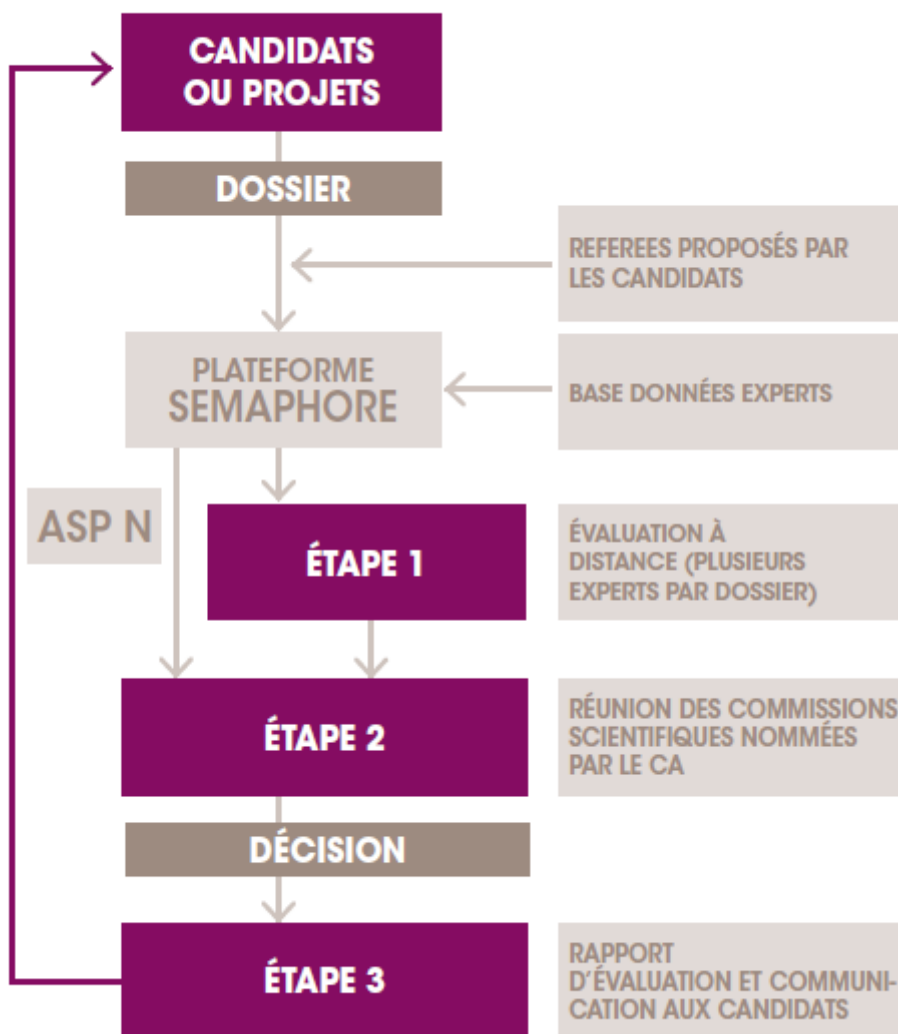 CANDIDATS
OU PROJETS
DOSSIER
REFEREES PROPOSÉS PAR
LES CANDIDATS
PLATEFORME
SEMAPHORE
BASE DONNÉES EXPERTS
ASP N
ÉTAPE 1
ÉVALUATION À
DISTANCE (PLUSIEURS
EXPERTS PAR DOSSIER)
ÉTAPE 2
RÉUNION DES COMMISSIONS
SCIENTIFIQUES NOMMÉES
PAR LE CA
DÉCISION
ÉTAPE 3
RAPPORT
D'ÉVALUATION ET COMMUNI-
CATION AUX CANDIDATS